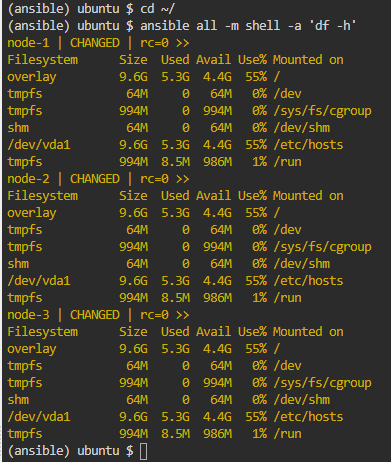 (ansible) ubuntu $ cd ~/
(ansible) ubuntu $ ansible all -m shell -a 'df -h'
node-1 | CHANGED | rc=0 >>
Filesystem      Size  Used Avail Use% Mounted on
overlay         9.6G  5.3G  4.4G  55% /
tmpfs            64M     0   64M   0% /dev
tmpfs           994M     0  994M   0% /sys/fs/cgroup
shm              64M     0   64M   0% /dev/shm
/dev/vda1       9.6G  5.3G  4.4G  55% /etc/hosts
tmpfs           994M  8.5M  986M   1% /run
node-2 | CHANGED | rc=0 >>
Filesystem      Size  Used Avail Use% Mounted on
overlay         9.6G  5.3G  4.4G  55% /
tmpfs            64M     0   64M   0% /dev
tmpfs           994M     0  994M   0% /sys/fs/cgroup
shm              64M     0   64M   0% /dev/shm
/dev/vda1       9.6G  5.3G  4.4G  55% /etc/hosts
tmpfs           994M  8.5M  986M   1% /run
node-3 | CHANGED | rc=0 >>
Filesystem      Size  Used Avail Use% Mounted on
overlay         9.6G  5.3G  4.4G  55% /
tmpfs            64M     0   64M   0% /dev
tmpfs           994M     0  994M   0% /sys/fs/cgroup
shm              64M     0   64M   0% /dev/shm
/dev/vda1       9.6G  5.3G  4.4G  55% /etc/hosts
tmpfs           994M  8.5M  986M   1% /run
(ansible) ubuntu $